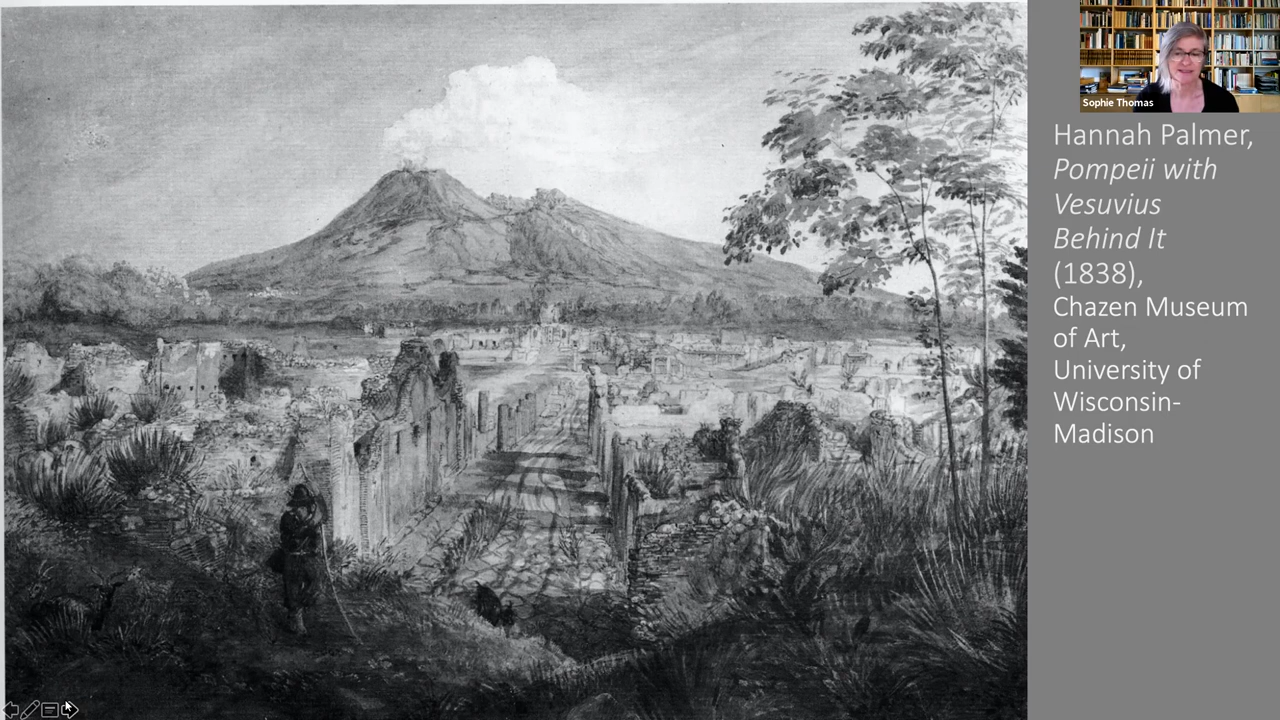 Sophie Thomas
Hannah Palmer,
Pompeii with
Vesuvius
Behind It
(1838),
Chazen Museum
of Art,
University of
Wisconsin-
Madison